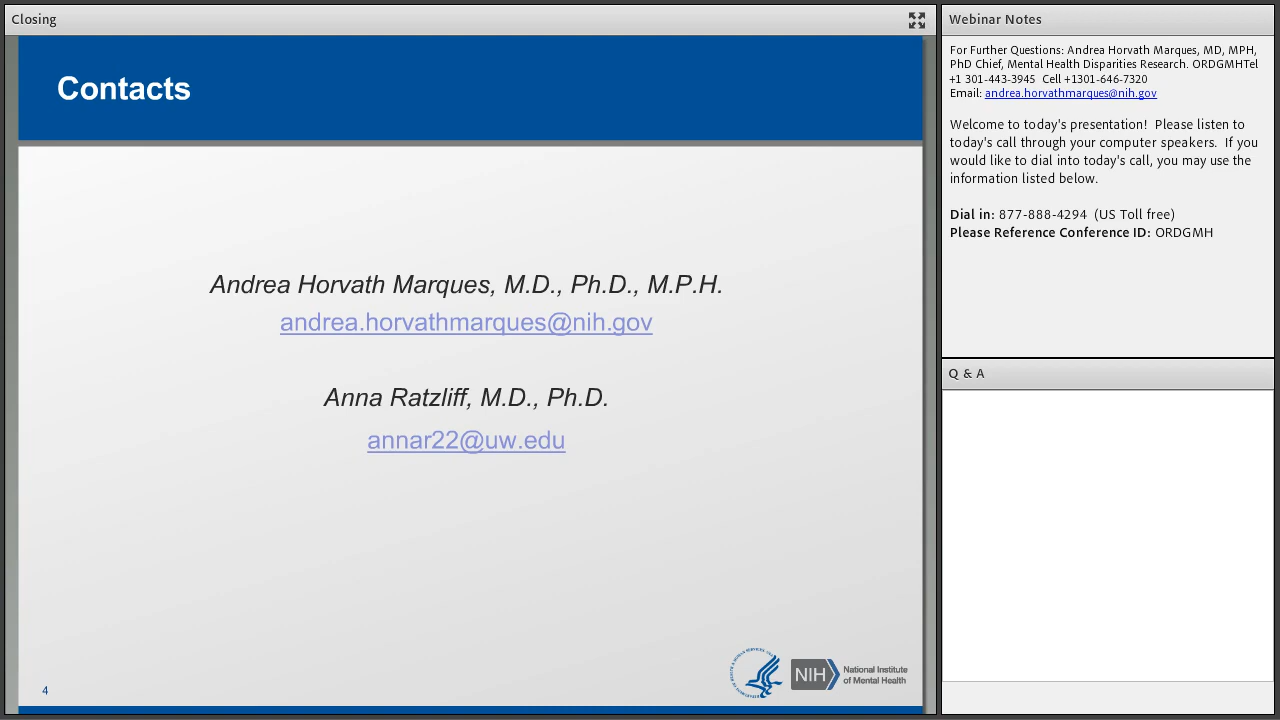 Closing
Contacts
Andrea Horvath Marques, M.D., Ph.D., M.P.H.
andrea.horvathmarques@nih.gov
Anna Ratzliff, M.D., Ph.D.
annar22@uw.edu
4
NIH
National Institute
of Mental Health
Webinar Notes
For Further Questions: Andrea Horvath Marques, MD, MPH,
PhD Chief, Mental Health Disparities Research. ORDGMHTel
+1 301-443-3945 Cell +1301-646-7320
Email: andrea.horvathmarques@nih.gov
Welcome to today's presentation! Please listen to
today's call through your computer speakers. If you
would like to dial into today's call, you may use the
information listed below.
Dial in: 877-888-4294 (US Toll free)
Please Reference Conference ID: ORDGMH
Q & A